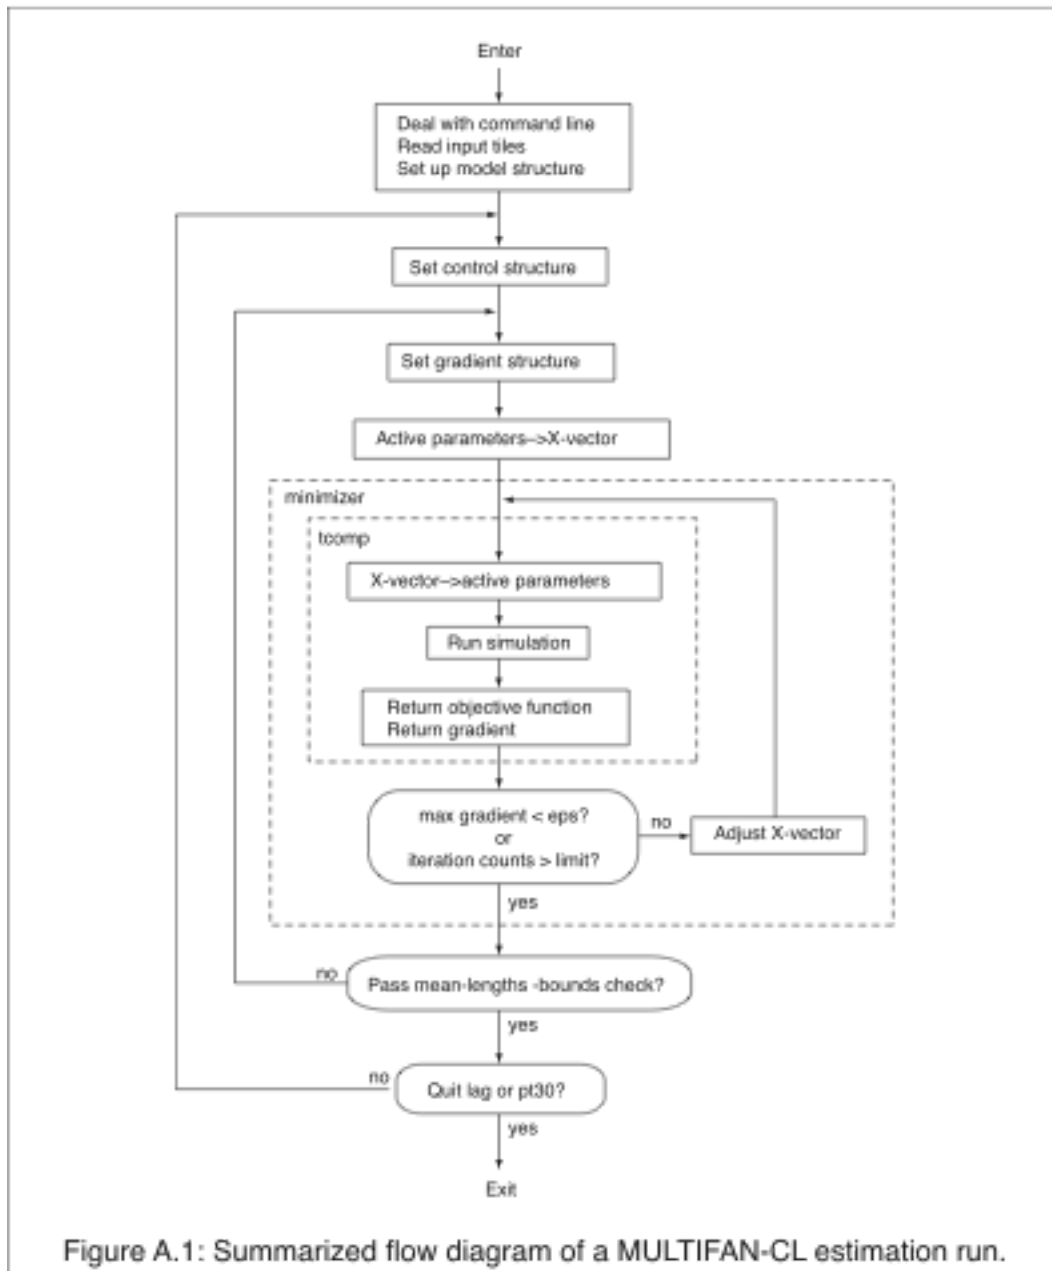 Enter
Deal with command line
Read input tiles
Set up model structure
Set control structure
Set gradient structure
Active parameters–>X-vector
minimizer
tcomp
X-vector–>active parameters
Run simulation
Return objective function
Return gradient
max gradient < eps?
or
iteration counts > limit?
no
Adjust X-vector
yes
no
Pass mean-lengths -bounds check?
yes
no
Quit lag or pt30?
yes
Exit
Figure A.1: Summarized flow diagram of a MULTIFAN-CL estimation run.